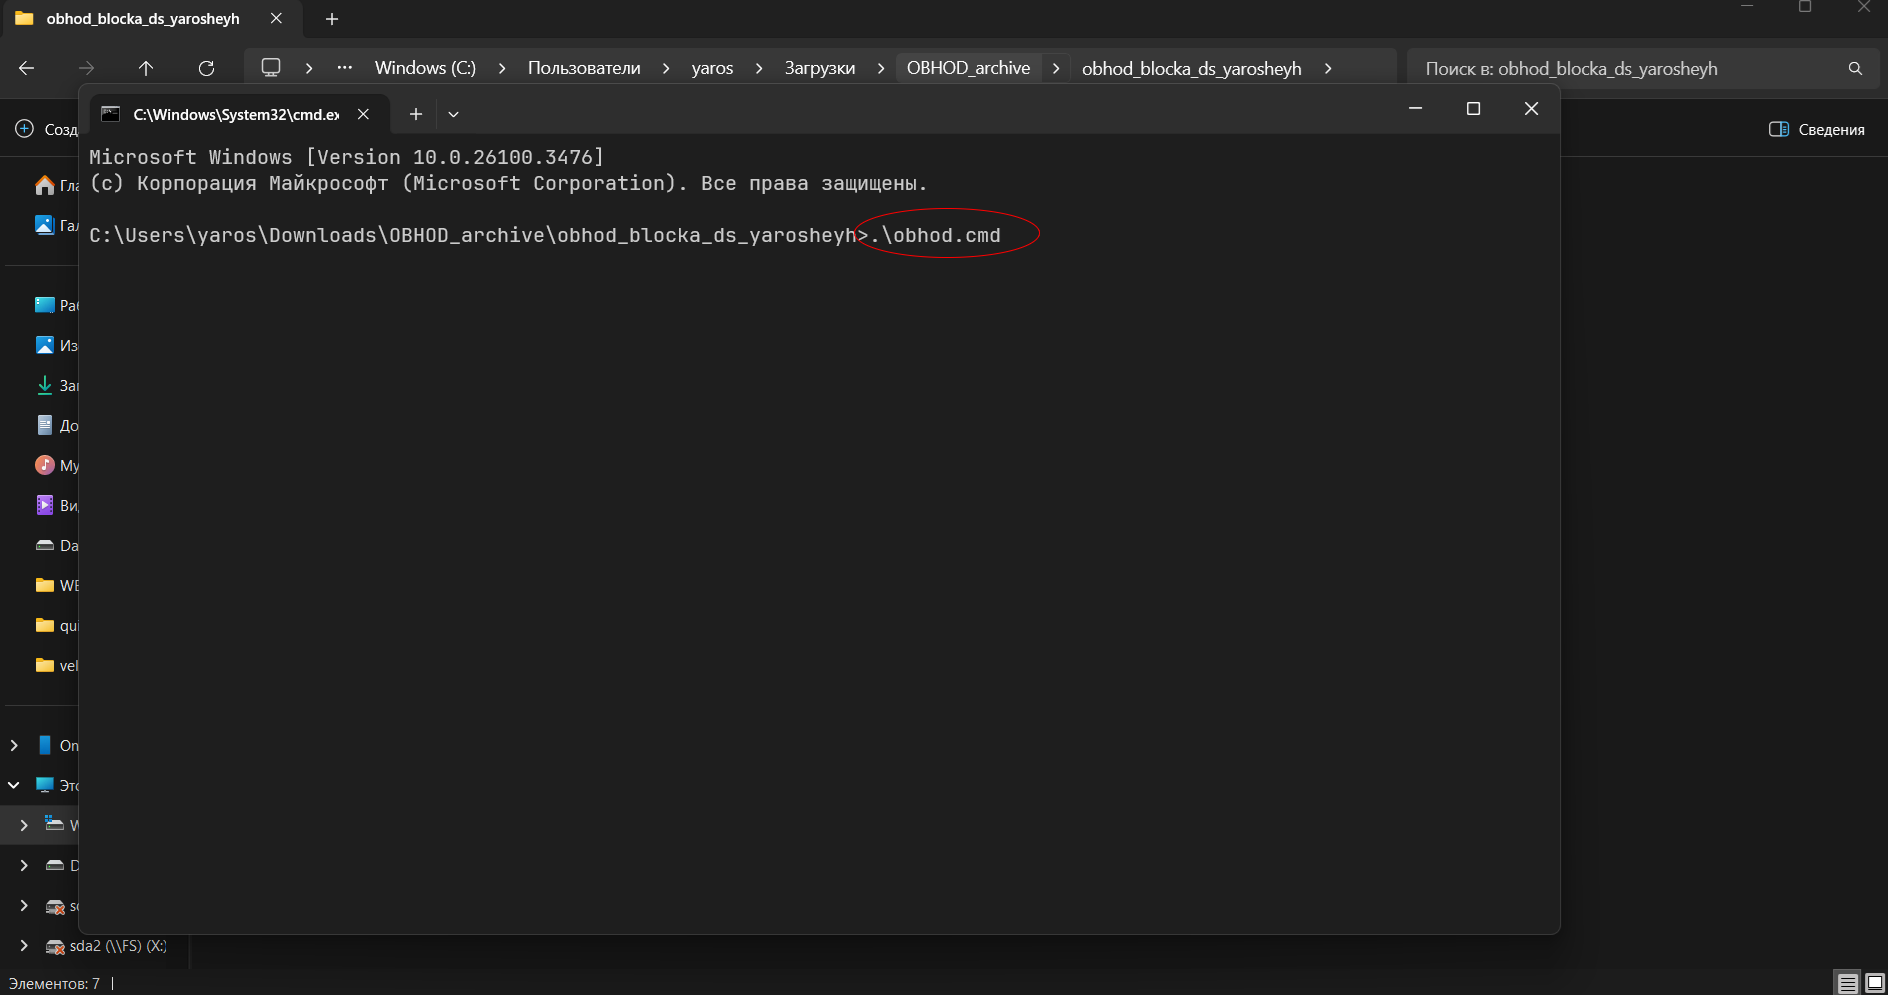 obhod_blocka_ds_yarosheyh
Windows (C:) Пользователи yaros Загрузки OBHOD_archive obhod_blocka_ds_yarosheyh
Поиск в: obhod_blocka_ds_yarosheyh
C:\Windows\System32\cmd.ex
Созд
Сведения
Microsoft Windows [Version 10.0.26100.3476]
(c) Корпорация Майкрософт (Microsoft Corporation). Все права защищены.
C:\Users\yaros\Downloads\OBHOD_archive\obhod_blocka_ds_yarosheyh>.\obhod.cmd
Гла
Гал
Раб
Из
Заг
До
Му
Ви
Da
WE
qui
vel
On
Это
W
D
sd
sda2 (\\FS) (X:)
Элементов: 7